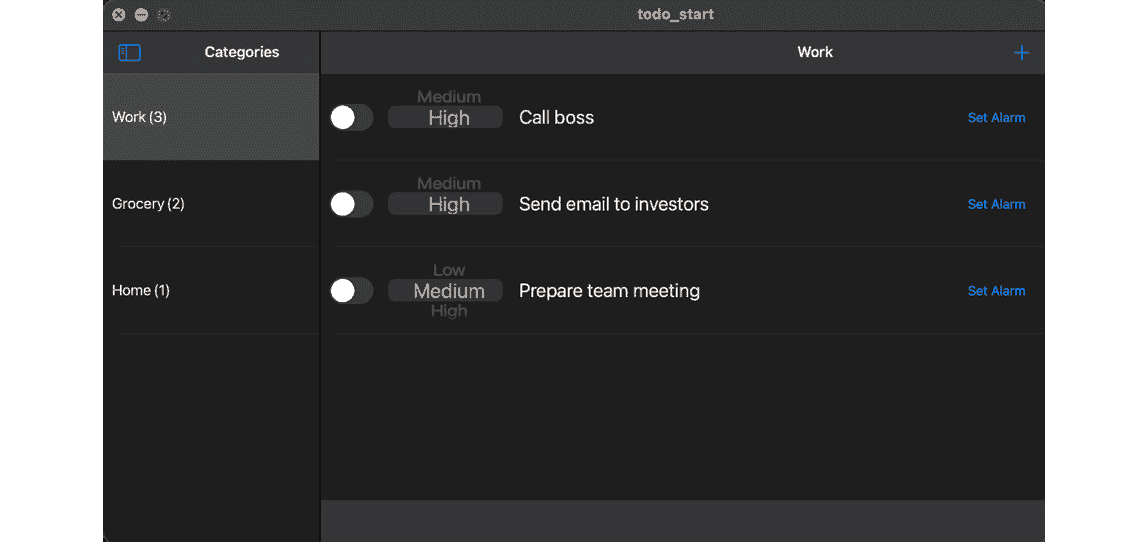 todo_start
Categories
Work
Work (3)
Grocery (2)
Home (1)
Medium
High
Call boss
Set Alarm
Medium
High
Send email to investors
Set Alarm
Low
Medium
High
Prepare team meeting
Set Alarm